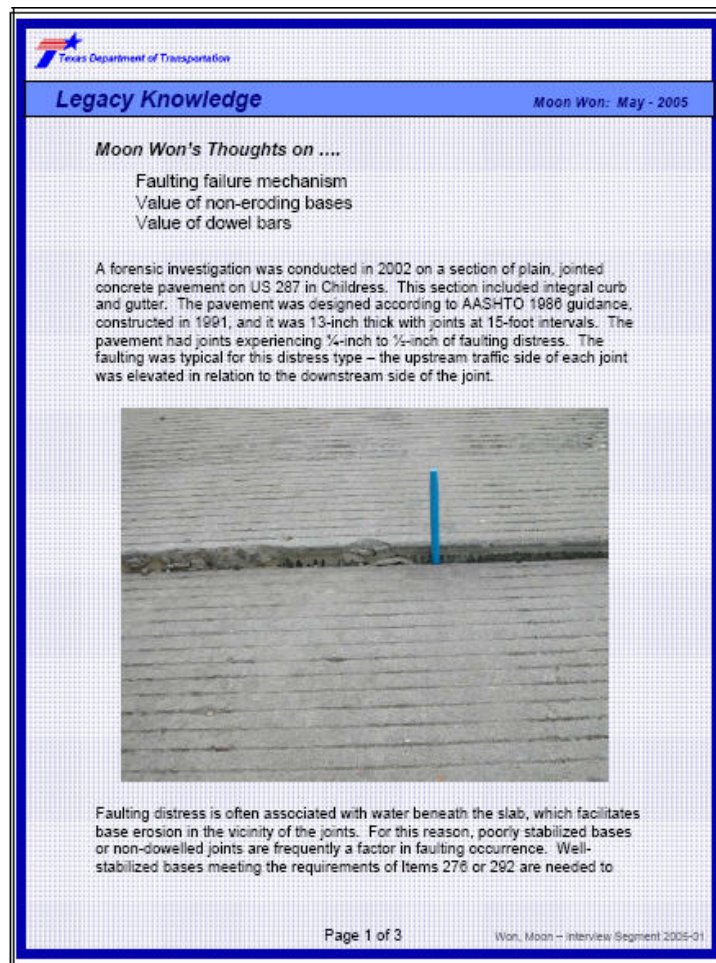 Texas Department of Transportation
Legacy Knowledge
Moon Won: May - 2005
Moon Won's Thoughts on ....
Faulting failure mechanism
Value of non-eroding bases
Value of dowel bars
A forensic investigation was conducted in 2002 on a section of plain, jointed
concrete pavement on US 287 in Childress. This section included integral curb
and gutter. The pavement was designed according to AASHTO 1986 guidance,
constructed in 1991, and it was 13-inch thick with joints at 15-foot intervals. The
pavement had joints experiencing ¼-inch to ½-inch of faulting distress. The
faulting was typical for this distress type – the upstream traffic side of each joint
was elevated in relation to the downstream side of the joint.
Faulting distress is often associated with water beneath the slab, which facilitates
base erosion in the vicinity of the joints. For this reason, poorly stabilized bases
or non-dowelled joints are frequently a factor in faulting occurrence. Well-
stabilized bases meeting the requirements of Items 276 or 292 are needed to
Page 1 of 3
Won, Moon – Interview Segment 2005-01